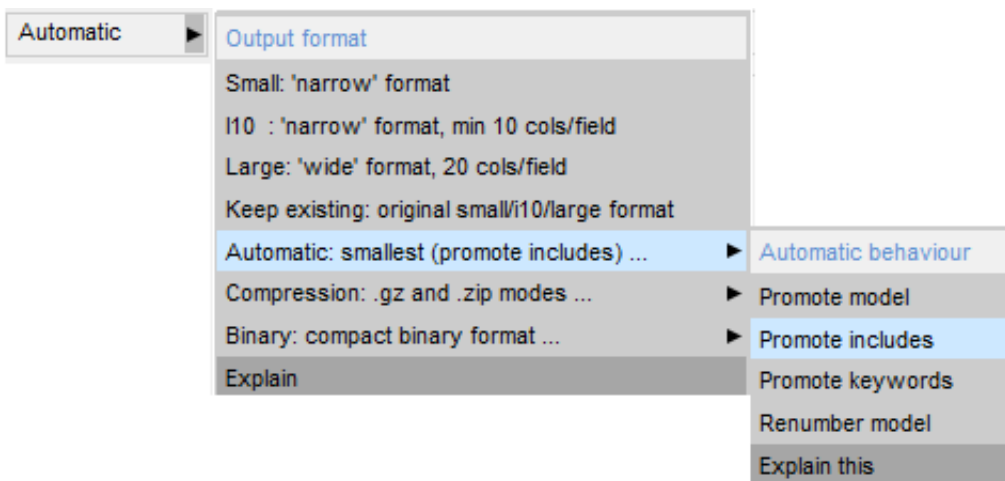 Automatic
Output format
Small: 'narrow' format
I10 : 'narrow' format, min 10 cols/field
Large: 'wide' format, 20 cols/field
Keep existing: original small/i10/large format
Automatic: smallest (promote includes) ...
Compression: .gz and .zip modes ...
Binary: compact binary format ...
Explain
Automatic behaviour
Promote model
Promote includes
Promote keywords
Renumber model
Explain this